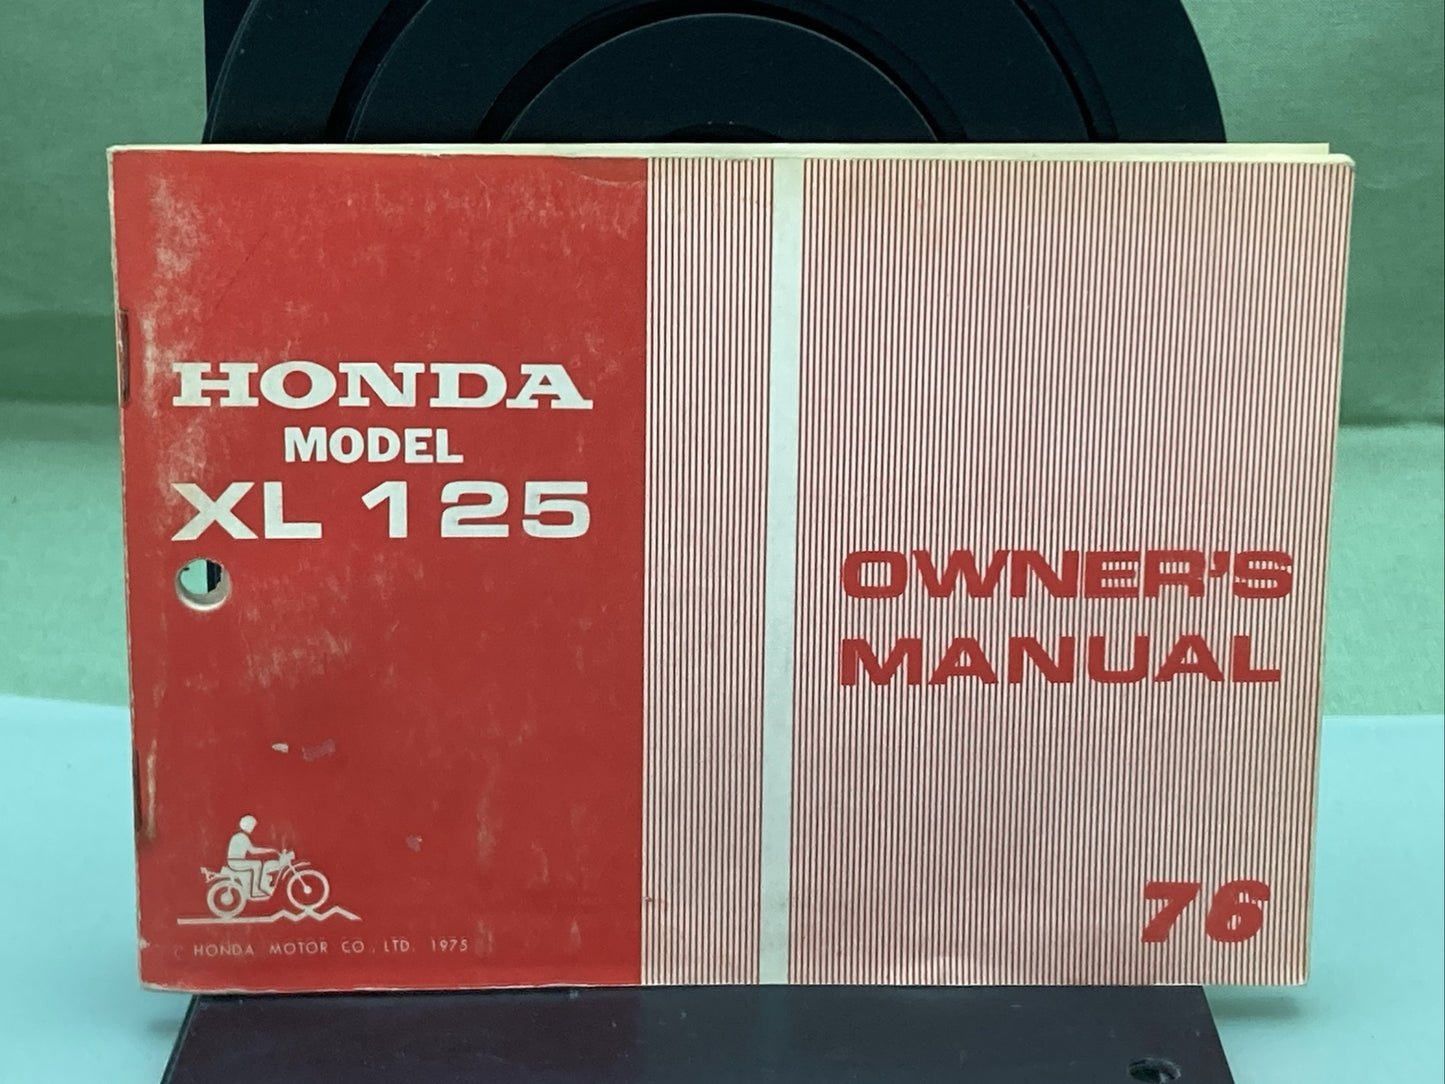 HONDA
MODEL
XL 125
C HONDA MOTOR CO., LTD. 1975
OWNER'S
MANUAL
76